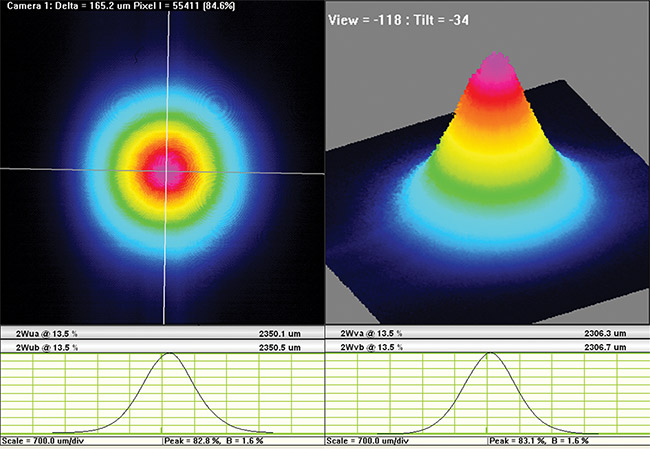 Camera 1: Delta = 165.2 um Pixel I = 55411 (84.6%)
View = -118 : Tilt = -34
2Wua @ 13.5 % 2350.1 um
2Wub @ 13.5 % 2350.5 um
2Wva @ 13.5 % 2306.3 um
2Wvb @ 13.5 % 2306.7 um
Scale = 700.0 um/div Peak = 82.8 %, B = 1.6 %
Scale = 700.0 um/div Peak = 83.1 %, B = 1.6 %